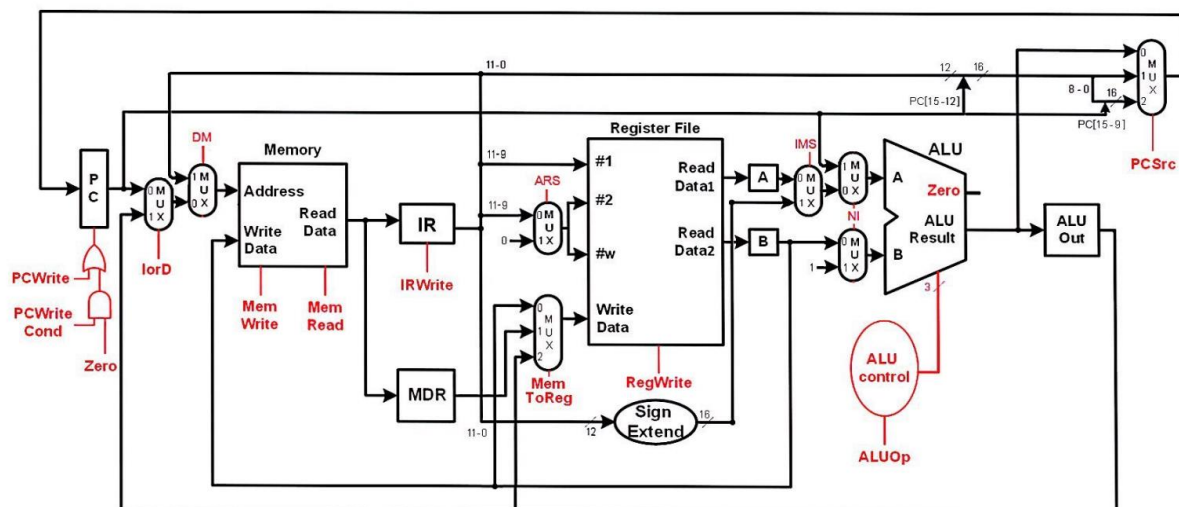 11-0
12
16
8 - 0
16
0
M
U
X
1
2
PC[15-12]
PC[15-9]
PCSrc
DM
1
M
U
X
0
P
C
0
M
U
X
1
IorD
PCWrite
PCWrite
Cond
Zero
Memory
Address
Read
Data
Write
Data
Mem
Write
Mem
Read
IR
IRWrite
MDR
11-9
11-9
0
ARS
0
M
U
X
1
Register File
#1
#2
#w
Read
Data1
Read
Data2
Write
Data
RegWrite
0
M
U
X
1
2
Mem
ToReg
11-0
12
Sign
Extend
16
A
B
IMS
0
M
U
X
1
1
M
U
X
0
NI
0
M
U
X
1
1
ALU
A
Zero
ALU
Result
B
3
ALU
control
ALUOp
ALU
Out